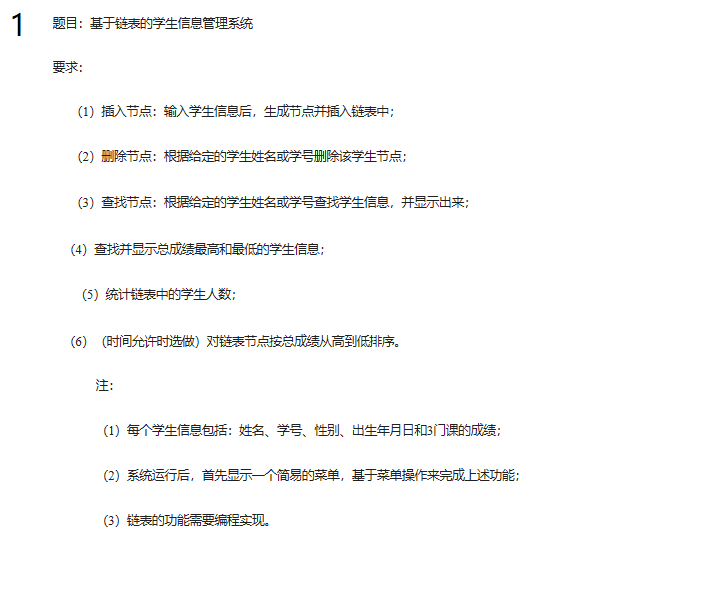 1 题目：基于链表的学生信息管理系统
要求：
（1）插入节点：输入学生信息后，生成节点并插入链表中；
（2）删除节点：根据给定的学生姓名或学号删除该学生节点；
（3）查找节点：根据给定的学生姓名或学号查找学生信息，并显示出来；
（4）查找并显示总成绩最高和最低的学生信息；
（5）统计链表中的学生人数；
（6）（时间允许时选做）对链表节点按总成绩从高到低排序。
注：
（1）每个学生信息包括：姓名、学号、性别、出生年月日和3门课的成绩；
（2）系统运行后，首先显示一个简易的菜单，基于菜单操作来完成上述功能；
（3）链表的功能需要编程实现。